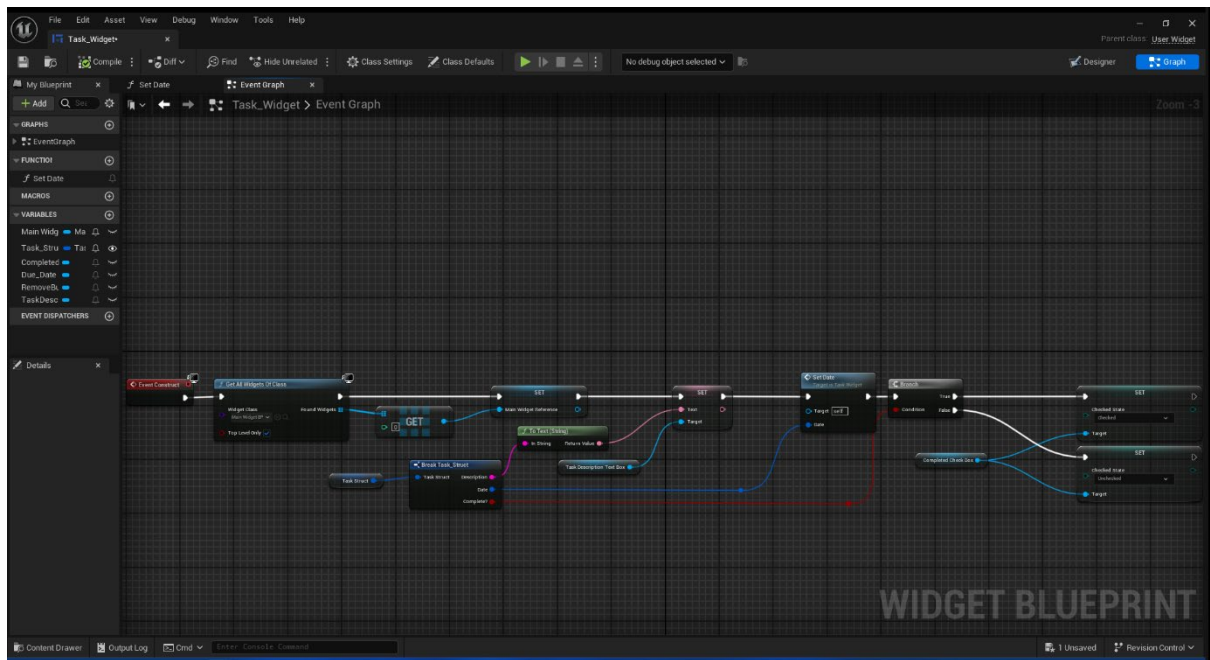 File Edit Asset View Debug Window Tools Help
Task_Widget•
Parent class: User Widget
Compile Diff Find Hide Unrelated Class Settings Class Defaults No debug object selected Designer Graph
My Blueprint Set Date Event Graph
Add Task_Widget > Event Graph Zoom -3
GRAPHS
EventGraph
FUNCTIO
Set Date
MACROS
VARIABLES
Main Widg Ma
Task_Stru Ta
Completed
Due_Date
RemoveBu
TaskDesc
EVENT DISPATCHERS
Details
Event Construct
Get All Widgets Of Class
Widget Class Found Widgets
Top Level Only
0 GET
SET
Main Widget Reference
To Text (String)
In String Return Value
Task Struct
Break Task_Struct
Task Struct Description
Date
Complete?
Task Description Text Box
SET
Text
Target
Set Date
Target is Task Widget
Target self
Date
Branch
True
Condition False
Completed Check Box
SET
Checked State
Checked
Target
SET
Checked State
Unchecked
Target
WIDGET BLUEPRINT
Content Drawer Output Log Cmd Enter Console Command 1 Unsaved Revision Control